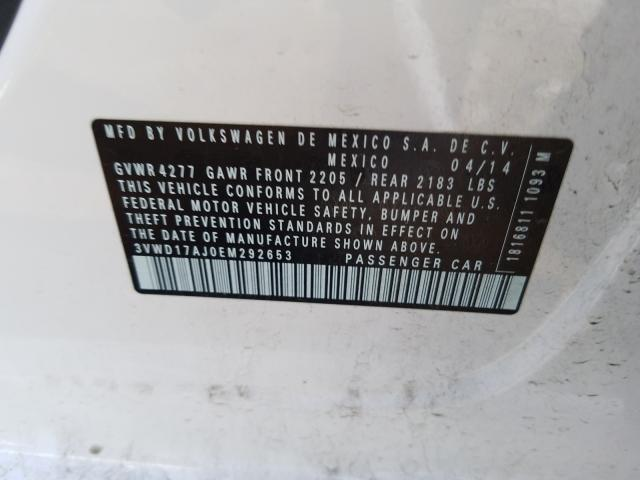 MFD BY VOLKSWAGEN DE MEXICO S.A. DE C.V.
MEXICO 04/14
GVWR 4277 GAWR FRONT 2205 / REAR 2183 LBS
THIS VEHICLE CONFORMS TO ALL APPLICABLE U.S.
FEDERAL MOTOR VEHICLE SAFETY, BUMPER AND
THEFT PREVENTION STANDARDS IN EFFECT ON
DATE OF MANUFACTURE SHOWN ABOVE.
3VWD17AJ0EM292653 PASSENGER CAR
1816811 1093 M